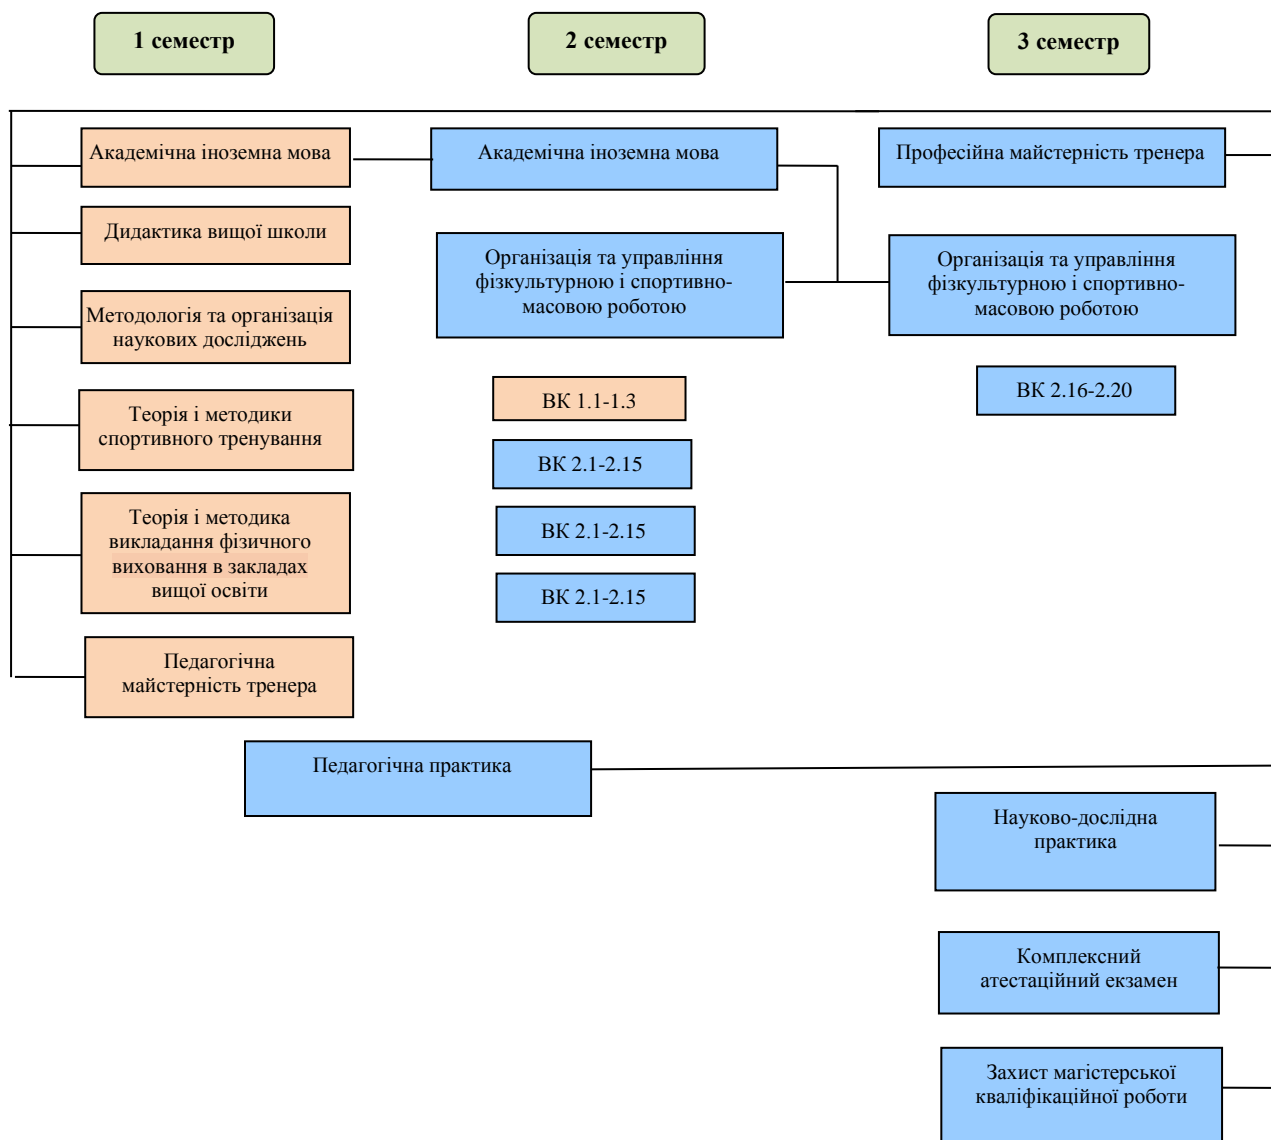 1 семестр
2 семестр
3 семестр
Академічна іноземна мова
Академічна іноземна мова
Професійна майстерність тренера
Дидактика вищої школи
Організація та управління
фізкультурною і спортивно-
масовою роботою
Організація та управління
фізкультурною і спортивно-
масовою роботою
Методологія та організація
наукових досліджень
ВК 1.1-1.3
ВК 2.16-2.20
Теорія і методики
спортивного тренування
ВК 2.1-2.15
Теорія і методика
викладання фізичного
виховання в закладах
вищої освіти
ВК 2.1-2.15
ВК 2.1-2.15
Педагогічна
майстерність тренера
Педагогічна практика
Науково-дослідна
практика
Комплексний
атестаційний екзамен
Захист магістерської
кваліфікаційної роботи